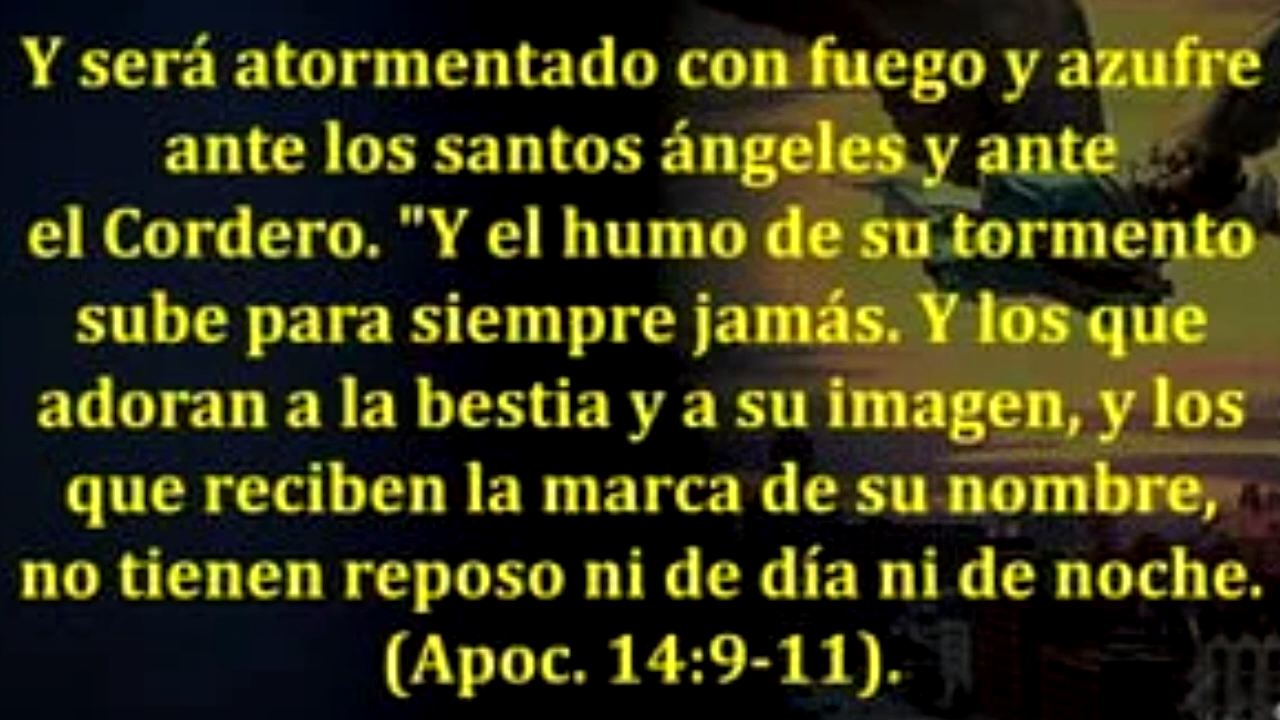 Y será atormentado con fuego y azufre
ante los santos ángeles y ante
el Cordero. "Y el humo de su tormento
sube para siempre jamás. Y los que
adoran a la bestia y a su imagen, y los
que reciben la marca de su nombre,
no tienen reposo ni de día ni de noche.
(Apoc. 14:9-11).